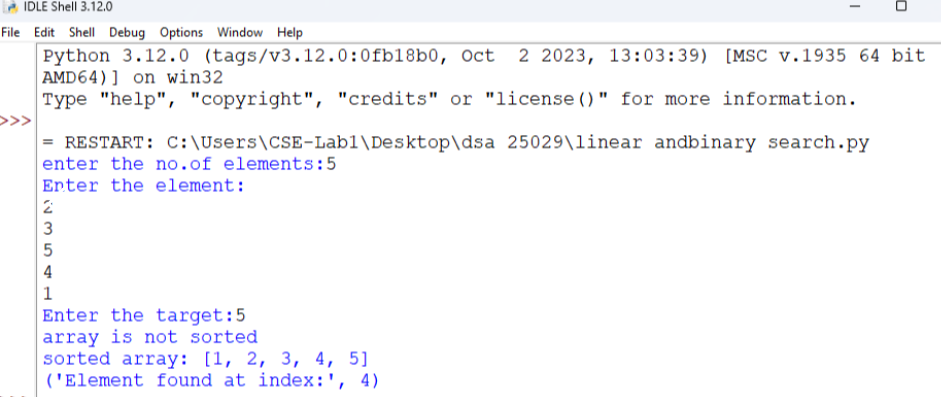 IDLE Shell 3.12.0
File Edit Shell Debug Options Window Help
Python 3.12.0 (tags/v3.12.0:0fb18b0, Oct  2 2023, 13:03:39) [MSC v.1935 64 bit
AMD64)] on win32
Type "help", "copyright", "credits" or "license()" for more information.
>>>
= RESTART: C:\Users\CSE-Lab1\Desktop\dsa 25029\linear andbinary search.py
enter the no.of elements:5
Enter the element:
2
3
5
4
1
Enter the target:5
array is not sorted
sorted array: [1, 2, 3, 4, 5]
('Element found at index:', 4)